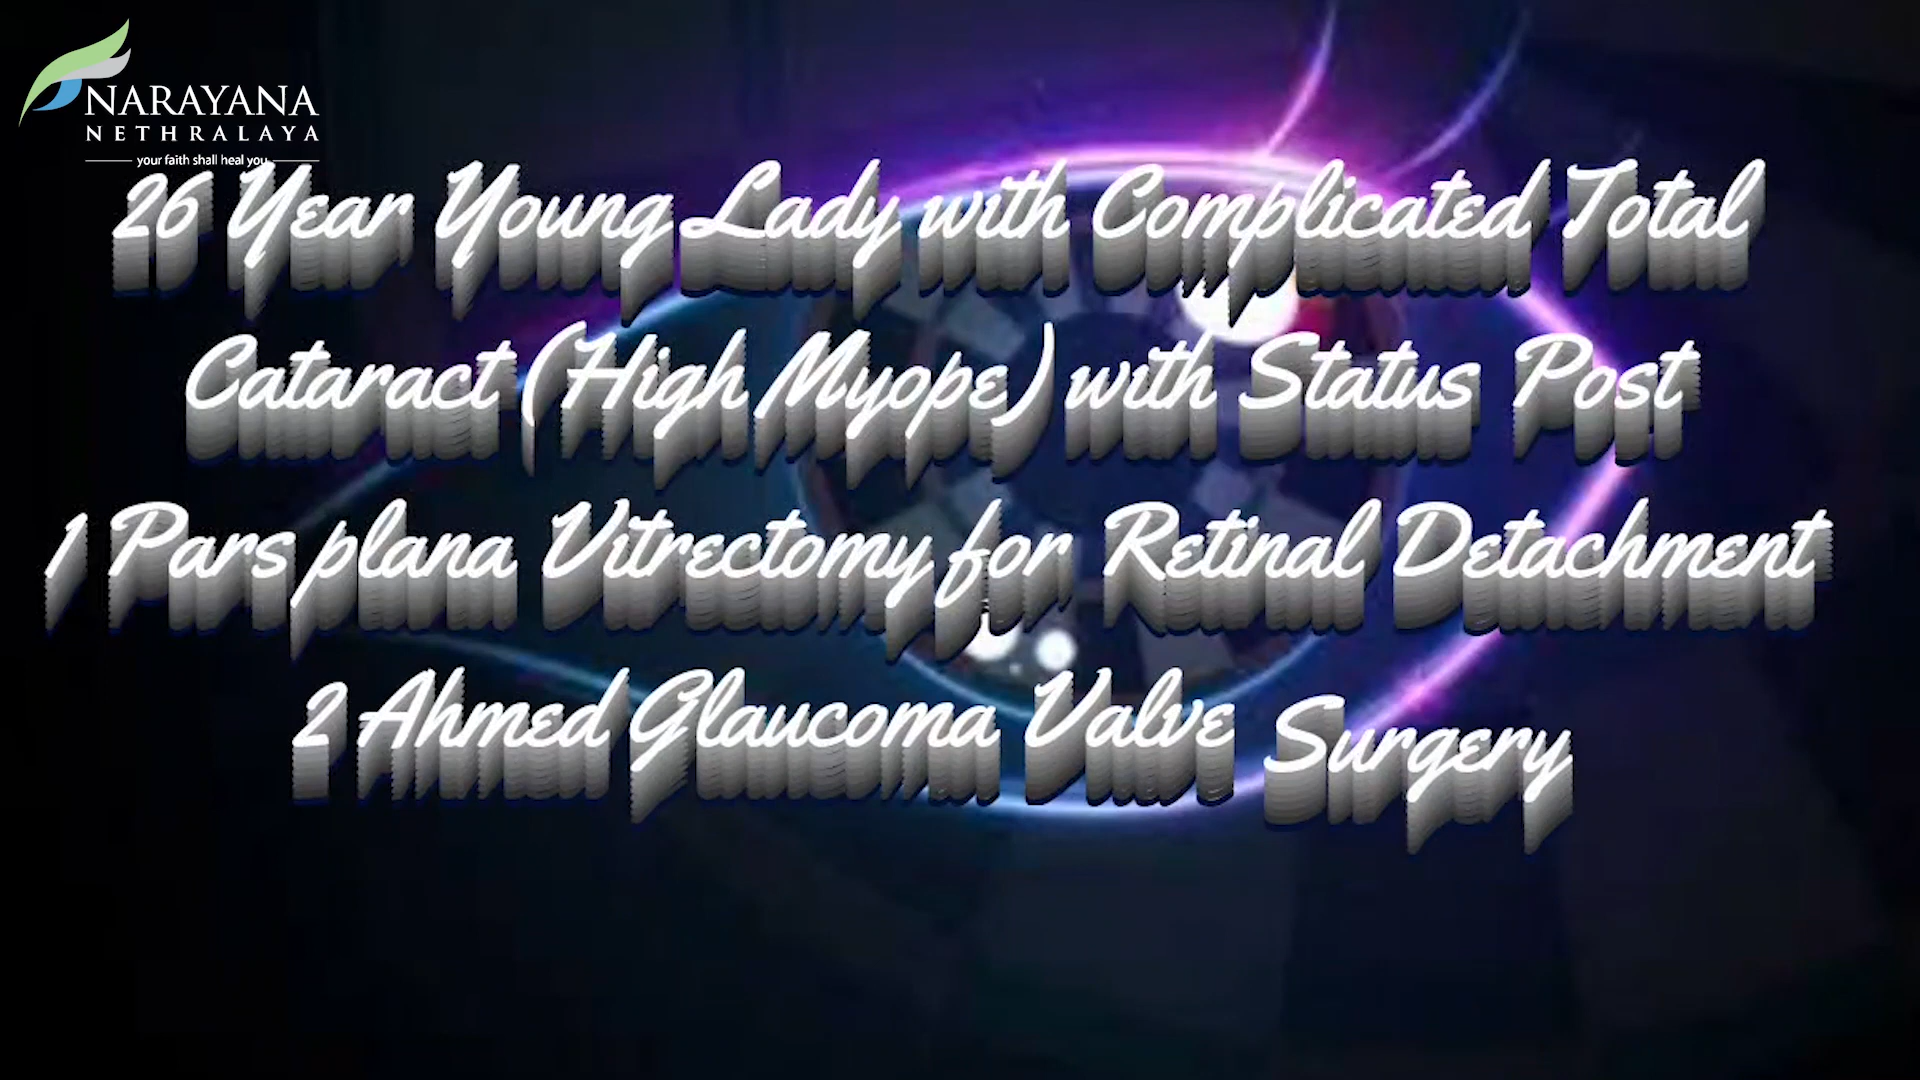 NARAYANA
NETHRALAYA
your faith shall heal you
26 Year Young Lady with Complicated Total
Cataract (High Myope) with Status Post
1 Pars plana Vitrectomy for Retinal Detachment
2 Ahmed Glaucoma Valve Surgery